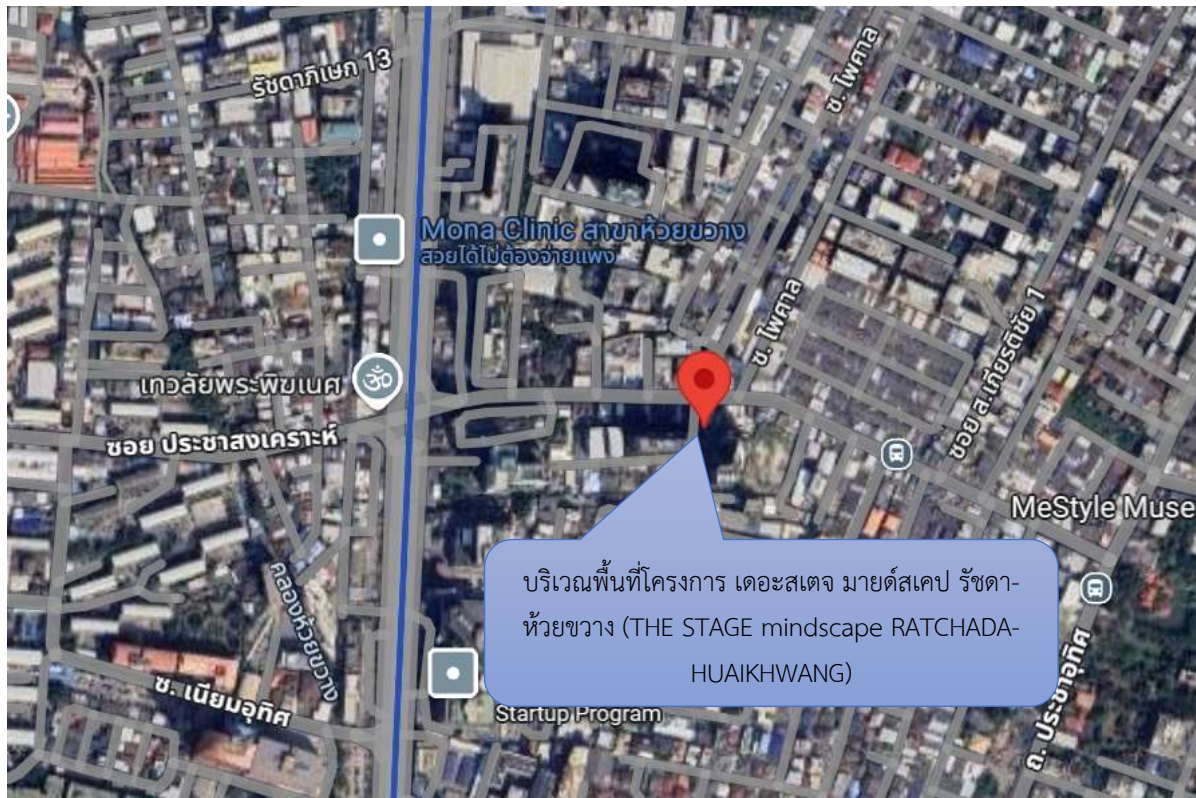 รัชดาภิเษก 13
ซ. ไพศาล
Mona Clinic สาขาห้วยขวาง
สวยได้ไม่ต้องจ่ายแพง
ซ. ไพศาล
เทวลัยพระพิฆเนศ
ซอย ประชาสงเคราะห์
ซอย ส.เกียรติชัย 1
MeStyle Muse
บริเวณพื้นที่โครงการ เดอะสเตจ มายด์สเคป รัชดา-
ห้วยขวาง (THE STAGE mindscape RATCHADA-
HUAIKHWANG)
คลองห้วยขวาง
ซ. เนียมอุทิศ
Startup Program
ถ. ประชาอุทิศ